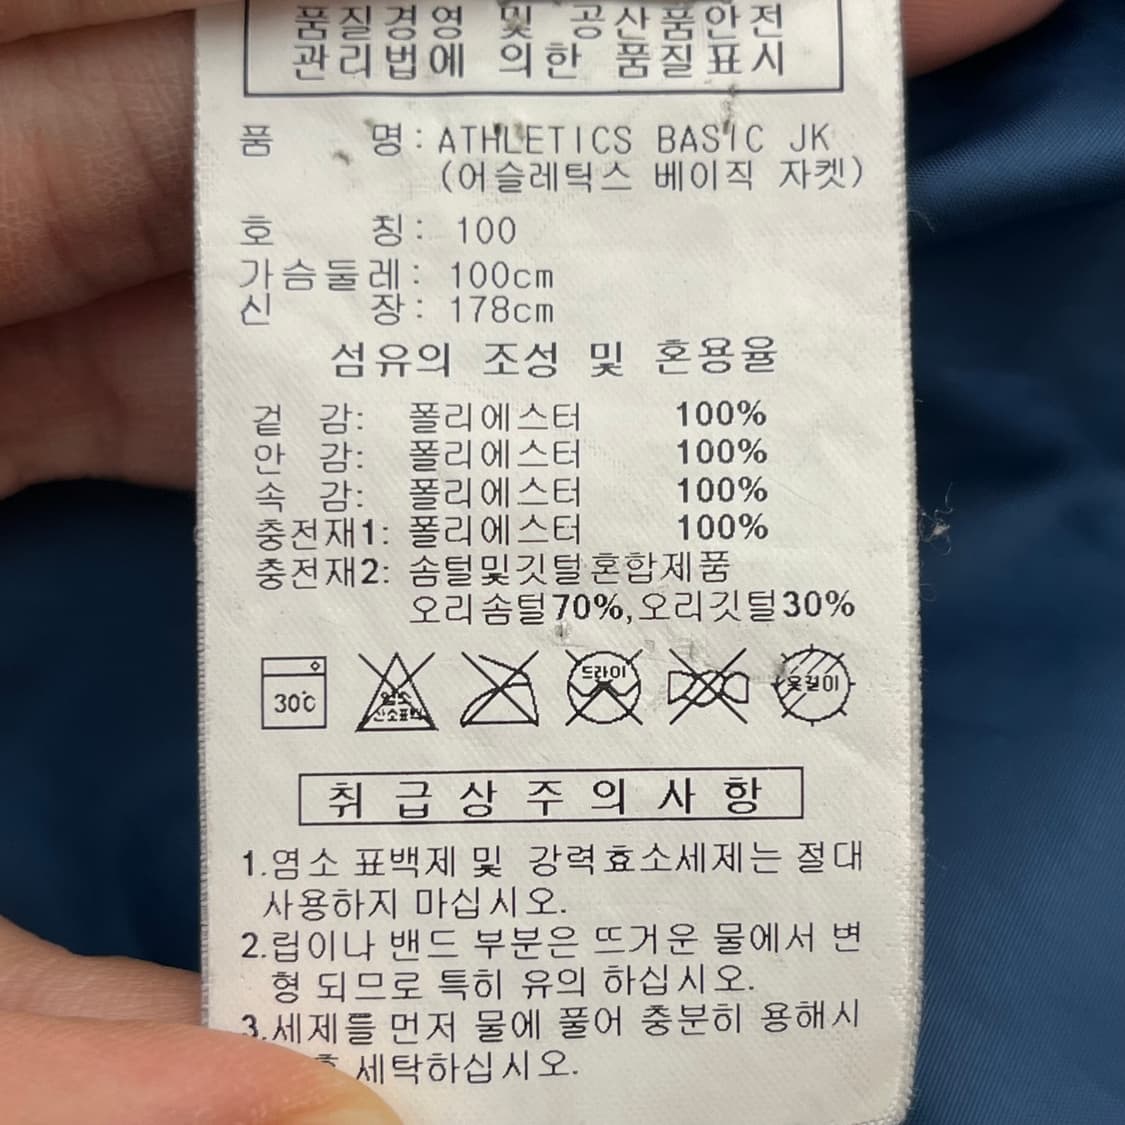 품질경영 및 공산품안전
관리법에 의한 품질표시
품 명: ATHLETICS BASIC JK
(어슬레틱스 베이직 자켓)
호 칭: 100
가슴둘레: 100cm
신 장: 178cm
섬유의 조성 및 혼용율
겉 감: 폴리에스터 100%
안 감: 폴리에스터 100%
속 감: 폴리에스터 100%
충전재1: 폴리에스터 100%
충전재2: 솜털및깃털혼합제품
오리솜털70%,오리깃털30%
30℃ 염소 산소표백 드라이 옷걸이
취급상주의사항
1.염소 표백제 및 강력효소세제는 절대
사용하지 마십시오.
2.립이나 밴드 부분은 뜨거운 물에서 변
형 되므로 특히 유의 하십시오.
3.세제를 먼저 물에 풀어 충분히 용해시
후 세탁하십시오.